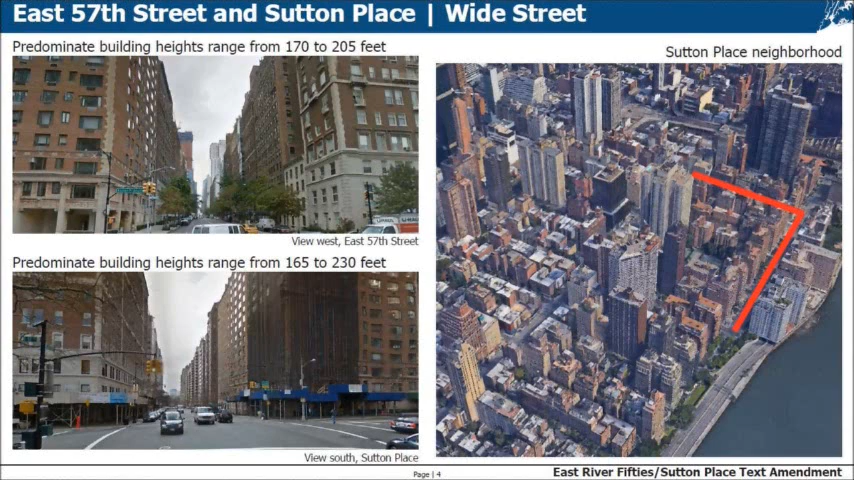 East 57th Street and Sutton Place | Wide Street
Predominate building heights range from 170 to 205 feet
Sutton Place neighborhood
View west, East 57th Street
Predominate building heights range from 165 to 230 feet
View south, Sutton Place
Page | 4
East River Fifties/Sutton Place Text Amendment